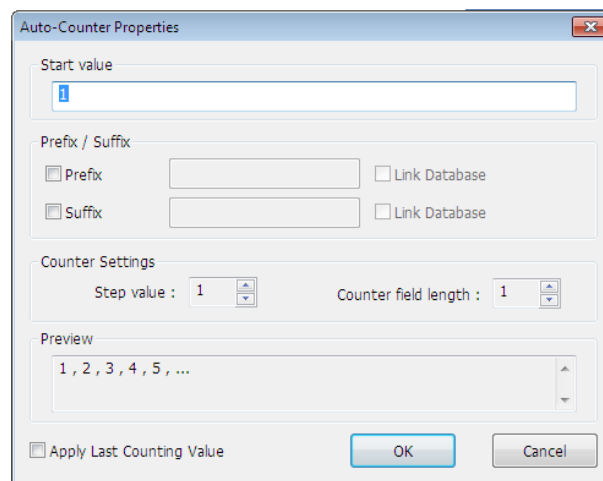 Auto-Counter Properties
Start value
1
Prefix / Suffix
Prefix
Link Database
Suffix
Link Database
Counter Settings
Step value : 1 Counter field length : 1
Preview
1 , 2 , 3 , 4 , 5 , ...
Apply Last Counting Value OK Cancel